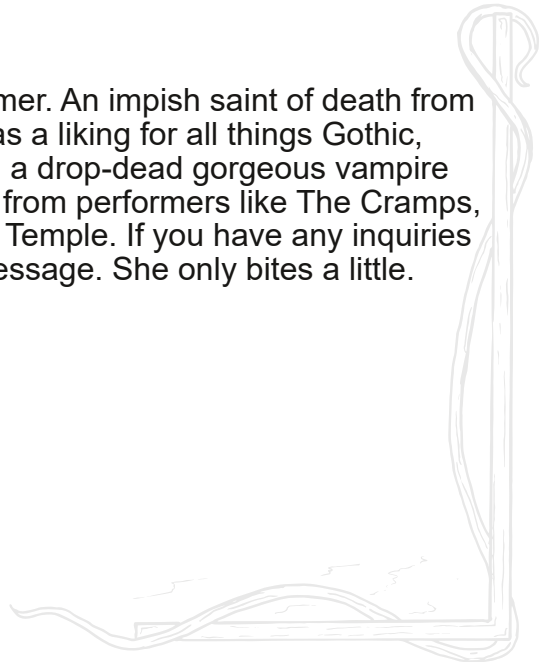 mer. An impish saint of death from
as a liking for all things Gothic,
a drop-dead gorgeous vampire
from performers like The Cramps,
Temple. If you have any inquiries
essage. She only bites a little.